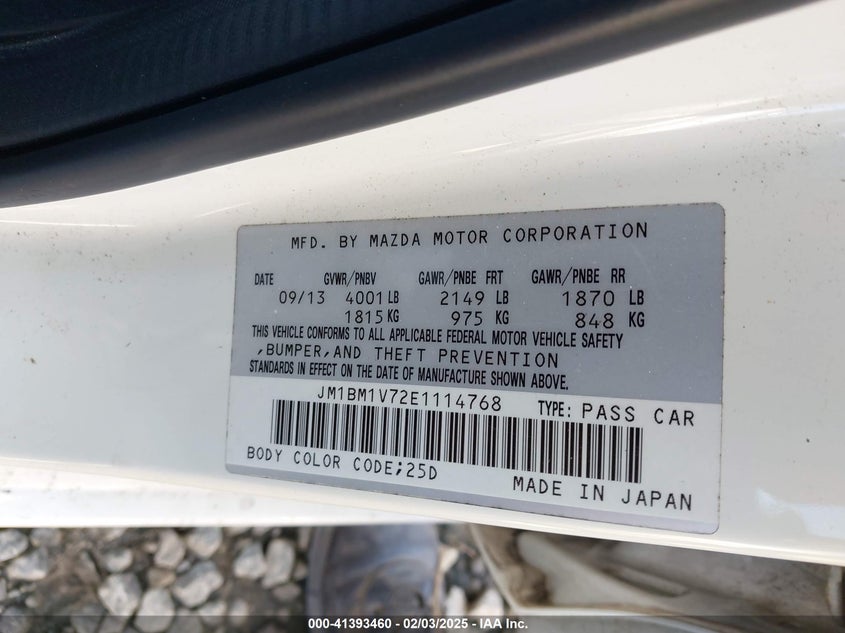 MFD. BY MAZDA MOTOR CORPORATION
DATE GVWR/PNBV GAWR/PNBE FRT GAWR/PNBE RR
09/13 4001 LB 2149 LB 1870 LB
1815 KG 975 KG 848 KG
THIS VEHICLE CONFORMS TO ALL APPLICABLE FEDERAL MOTOR VEHICLE SAFETY
,BUMPER,AND THEFT PREVENTION
STANDARDS IN EFFECT ON THE DATE OF MANUFACTURE SHOWN ABOVE.
JM1BM1V72E1114768 TYPE: PASS CAR
BODY COLOR CODE;25D
MADE IN JAPAN
000-41393460 - 02/03/2025 - IAA Inc.